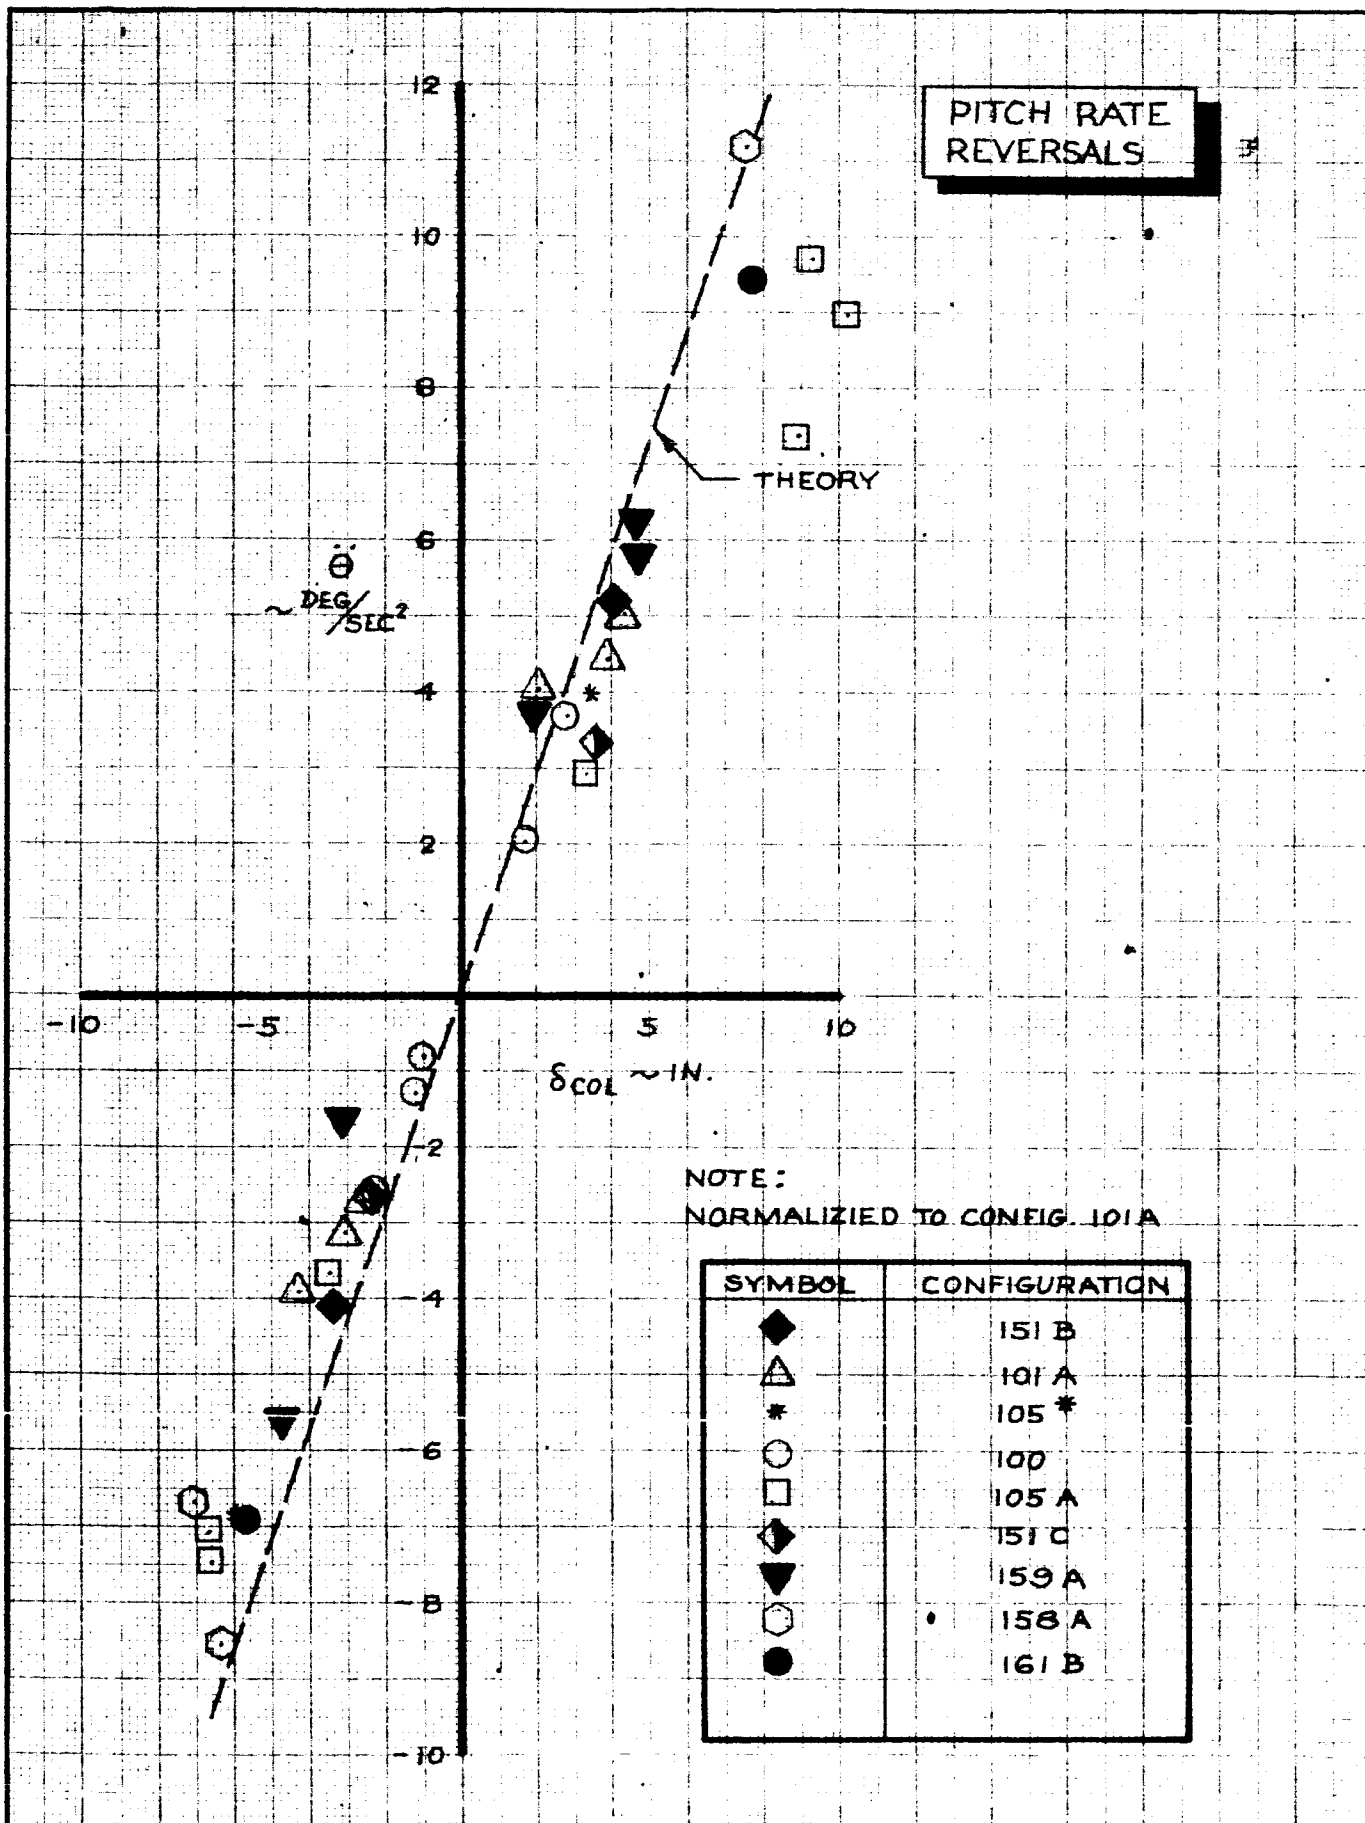 PITCH RATE
REVERSALS
12
10
8
6
4
2
-2
-4
-6
-8
-10
THEORY
θ̈
~ DEG/SEC²
-10 -5 5 10
δCOL ~ IN.
NOTE:
NORMALIZIED TO CONFIG. 101A
SYMBOL CONFIGURATION
151 B
101 A
* 105 *
100
105 A
151 C
159 A
158 A
161 B